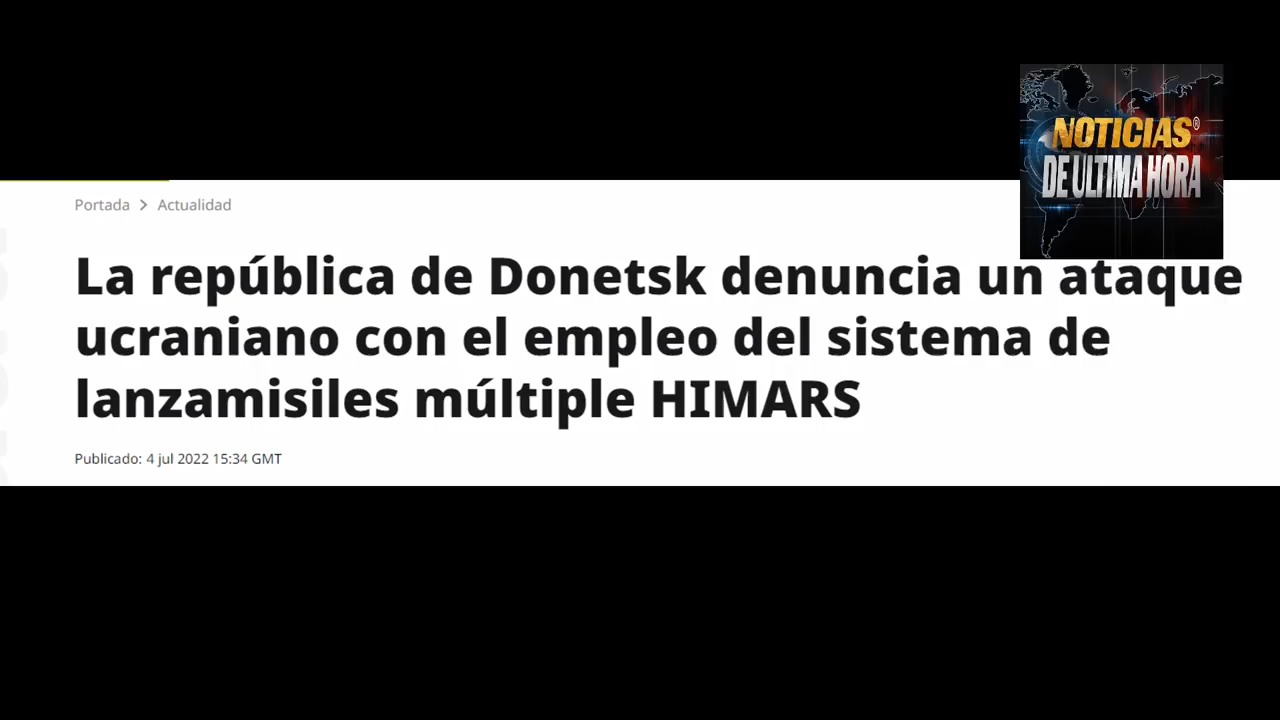 NOTICIAS®
DE ULTIMA HORA
Portada > Actualidad
La república de Donetsk denuncia un ataque
ucraniano con el empleo del sistema de
lanzamisiles múltiple HIMARS
Publicado: 4 jul 2022 15:34 GMT